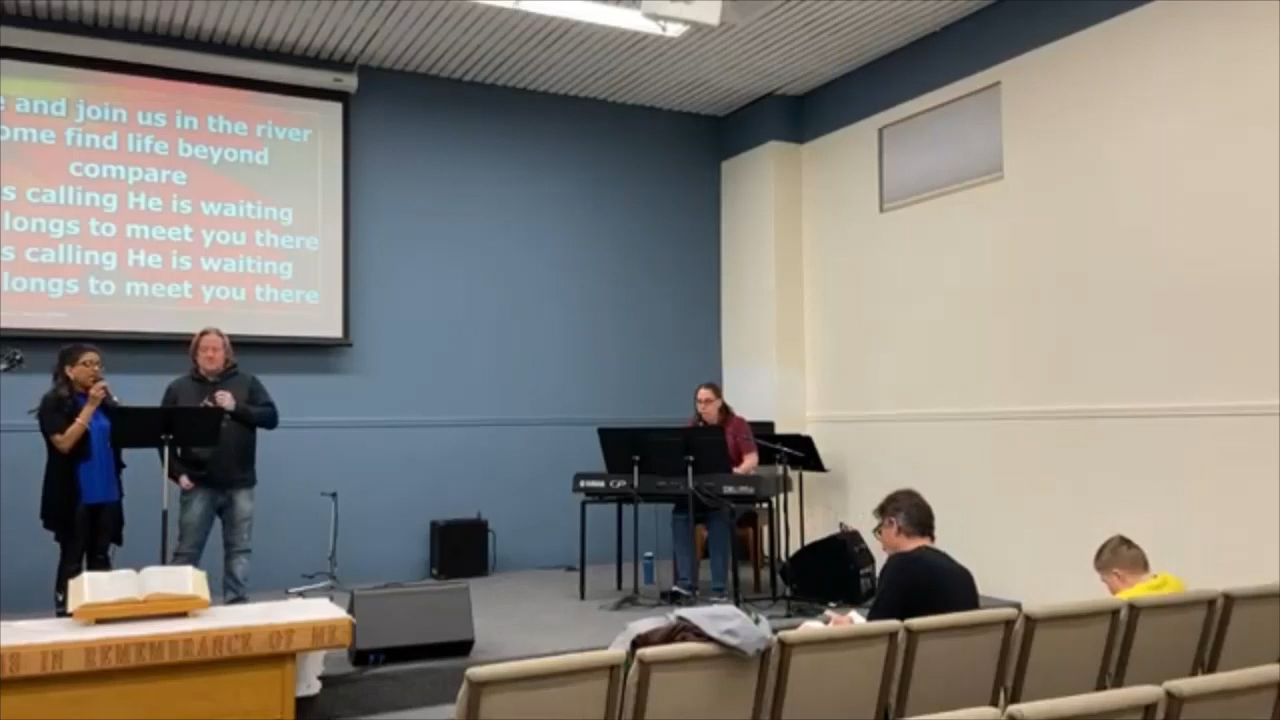 and join us in the river
ome find life beyond
compare
s calling He is waiting
longs to meet you there
s calling He is waiting
longs to meet you there
YAMAHA CP
IS IN REMEMBRANCE OF ME